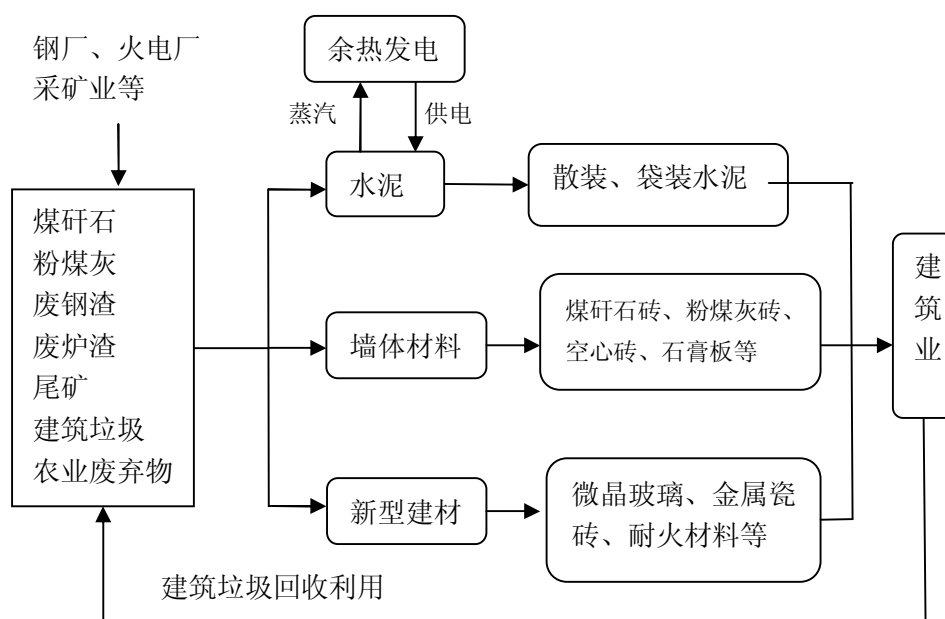 钢厂、火电厂
采矿业等
余热发电
蒸汽
供电
煤矸石
粉煤灰
废钢渣
废炉渣
尾矿
建筑垃圾
农业废弃物
水泥
散装、袋装水泥
墙体材料
煤矸石砖、粉煤灰砖、
空心砖、石膏板等
新型建材
微晶玻璃、金属瓷
砖、耐火材料等
建
筑
业
建筑垃圾回收利用